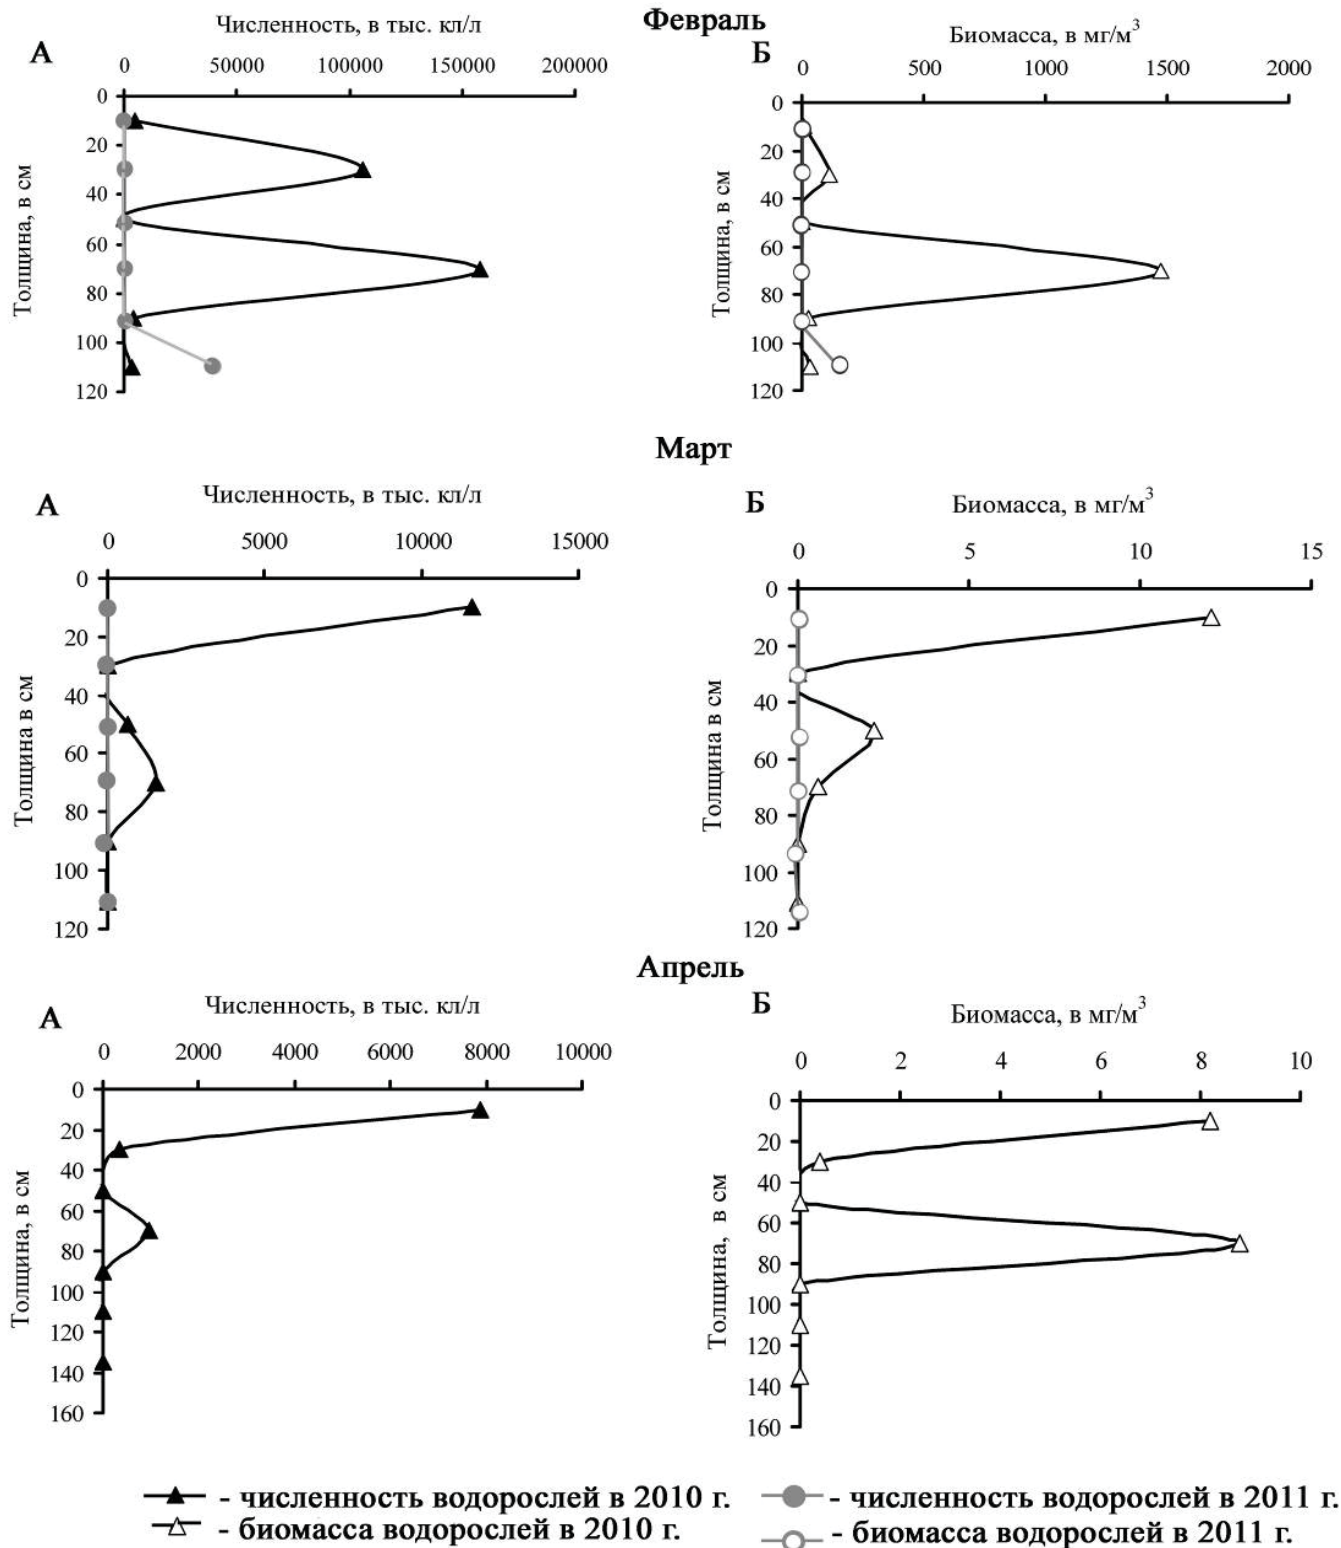 Февраль
А
Численность, в тыс. кл/л
0 50000 100000 150000 200000
Толщина, в см
0
20
40
60
80
100
120
Б
Биомасса, в мг/м³
0 500 1000 1500 2000
Толщина, в см
0
20
40
60
80
100
120
Март
А
Численность, в тыс. кл/л
0 5000 10000 15000
Толщина в см
0
20
40
60
80
100
120
Б
Биомасса, в мг/м³
0 5 10 15
Толщина в см
0
20
40
60
80
100
120
Апрель
А
Численность, в тыс. кл/л
0 2000 4000 6000 8000 10000
Толщина, в см
0
20
40
60
80
100
120
140
160
Б
Биомасса, в мг/м³
0 2 4 6 8 10
Толщина, в см
0
20
40
60
80
100
120
140
160
- численность водорослей в 2010 г.
- биомасса водорослей в 2010 г.
- численность водорослей в 2011 г.
- биомасса водорослей в 2011 г.